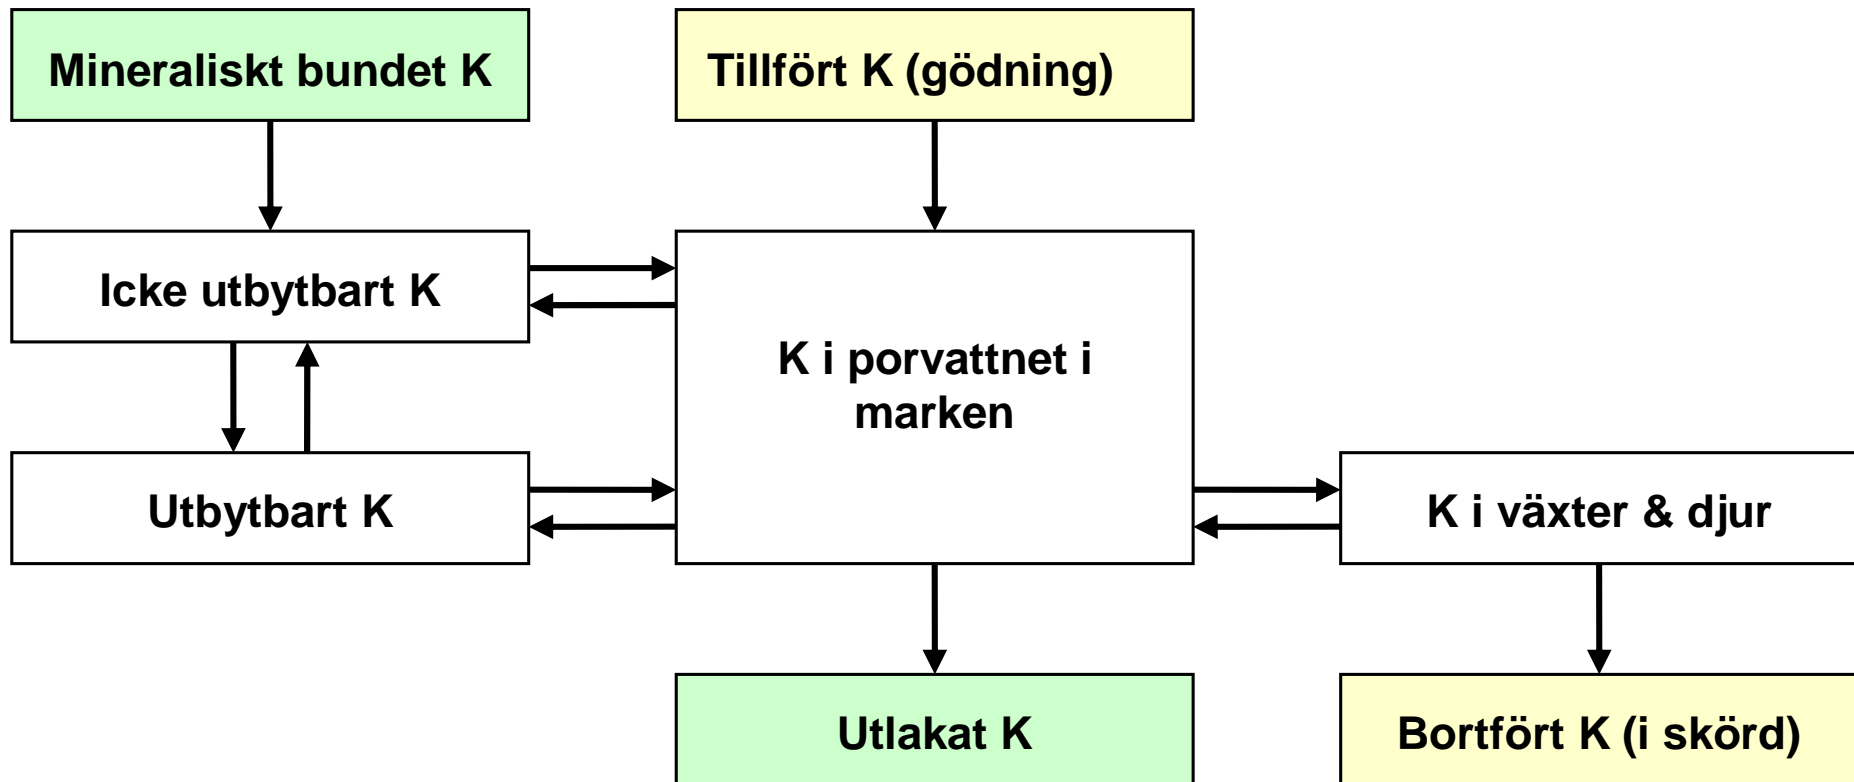 Mineraliskt bundet K
Tillfört K (gödning)
Icke utbytbart K
K i porvattnet i
marken
Utbytbart K
K i växter & djur
Utlakat K
Bortfört K (i skörd)